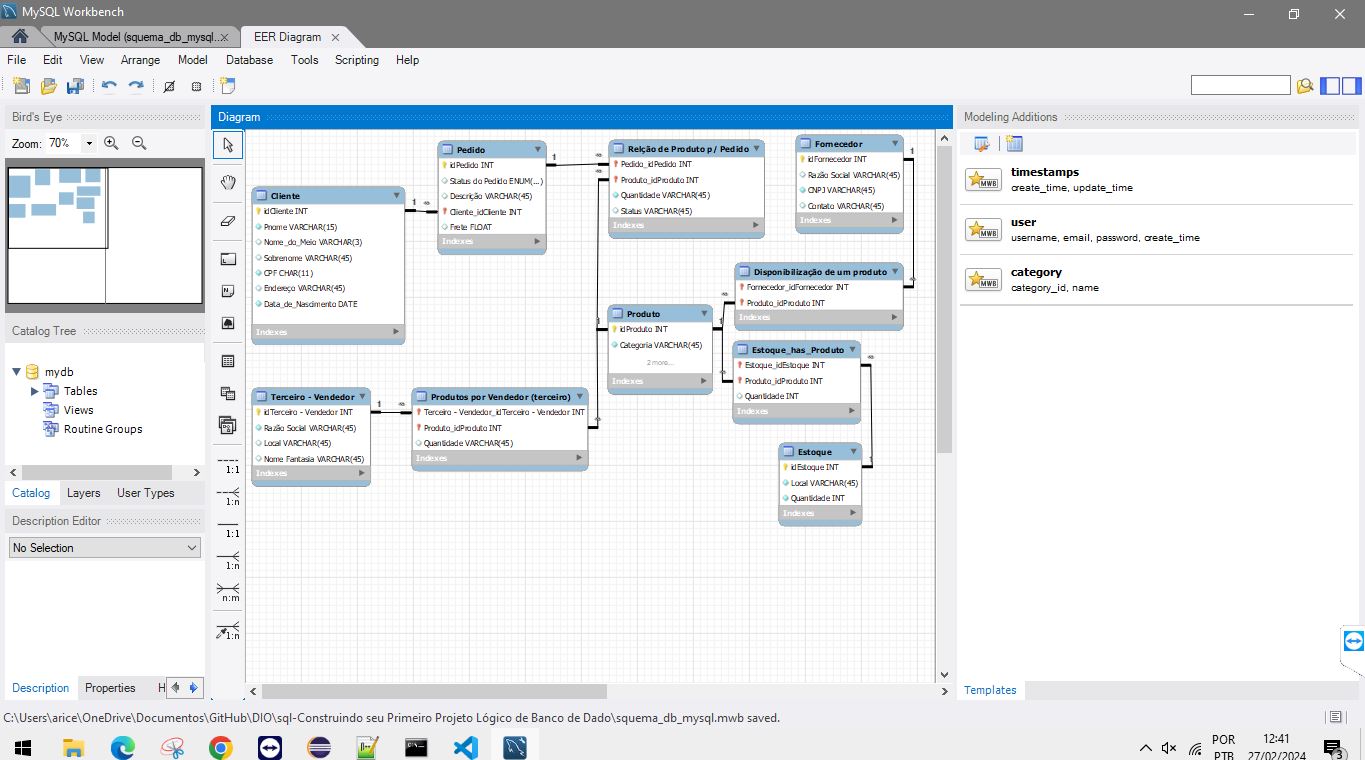 MySQL Workbench
MySQL Model (squema_db_mysql... ×
EER Diagram ×
File Edit View Arrange Model Database Tools Scripting Help
Bird's Eye
Zoom: 70%
Catalog Tree
mydb
Tables
Views
Routine Groups
Catalog Layers User Types
Description Editor
No Selection
Description Properties H
1:1
1:n
1:1
1:n
n:m
1:n
Diagram
Cliente
idCliente INT
Pnome VARCHAR(15)
Nome_do_Meio VARCHAR(3)
Sobrenome VARCHAR(45)
CPF CHAR(11)
Endereço VARCHAR(45)
Data_de_Nascimento DATE
Indexes
1
∞
Pedido
idPedido INT
Status do Pedido ENUM(...)
Descrição VARCHAR(45)
Cliente_idCliente INT
Frete FLOAT
Indexes
1
∞
Relção de Produto p/ Pedido
Pedido_idPedido INT
Produto_idProduto INT
Quantidade VARCHAR(45)
Status VARCHAR(45)
Indexes
∞
Fornecedor
idFornecedor INT
Razão Social VARCHAR(45)
CNPJ VARCHAR(45)
Contato VARCHAR(45)
Indexes
1
Disponibilização de um produto
Fornecedor_idFornecedor INT
Produto_idProduto INT
Indexes
∞
∞
Produto
idProduto INT
Categoria VARCHAR(45)
2 more...
Indexes
1
1
Estoque_has_Produto
Estoque_idEstoque INT
Produto_idProduto INT
Quantidade INT
Indexes
∞
∞
Terceiro - Vendedor
idTerceiro - Vendedor INT
Razão Social VARCHAR(45)
Local VARCHAR(45)
Nome Fantasia VARCHAR(45)
Indexes
1
∞
Produtos por Vendedor (terceiro)
Terceiro - Vendedor_idTerceiro - Vendedor INT
Produto_idProduto INT
Quantidade VARCHAR(45)
Indexes
∞
Estoque
idEstoque INT
Local VARCHAR(45)
Quantidade INT
Indexes
1
Modeling Additions
timestamps
create_time, update_time
user
username, email, password, create_time
category
category_id, name
Templates
C:\Users\arice\OneDrive\Documentos\GitHub\DIO\sql-Construindo seu Primeiro Projeto Lógico de Banco de Dado\squema_db_mysql.mwb saved.
POR
PTB
12:41
27/02/2024
3